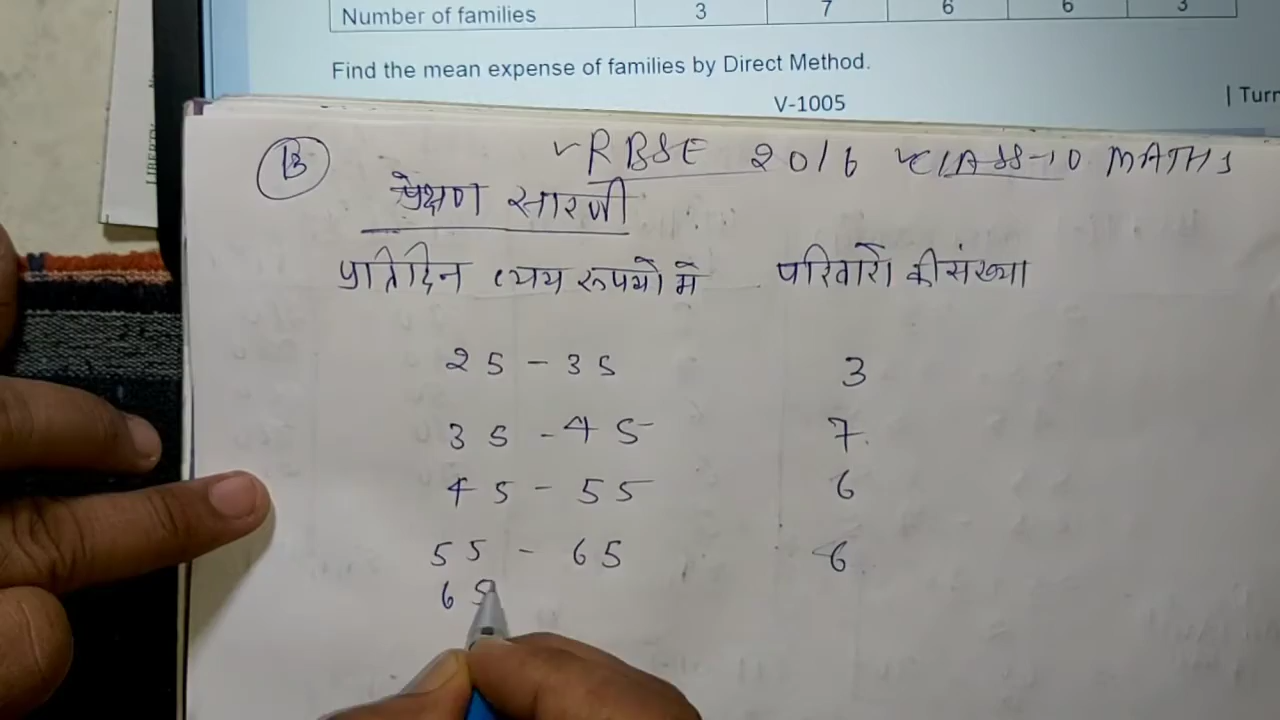 Number of families 3 7 6 6 3
Find the mean expense of families by Direct Method.
V-1005
| Turn
13 RBSE 2016 CLASS-10 MATHS
प्रेक्षण सारणी
प्रतिदिन व्यय रूपयो मे परिवारो की संख्या
25 - 35 3
35 - 45 7
45 - 55 6
55 - 65 6
65